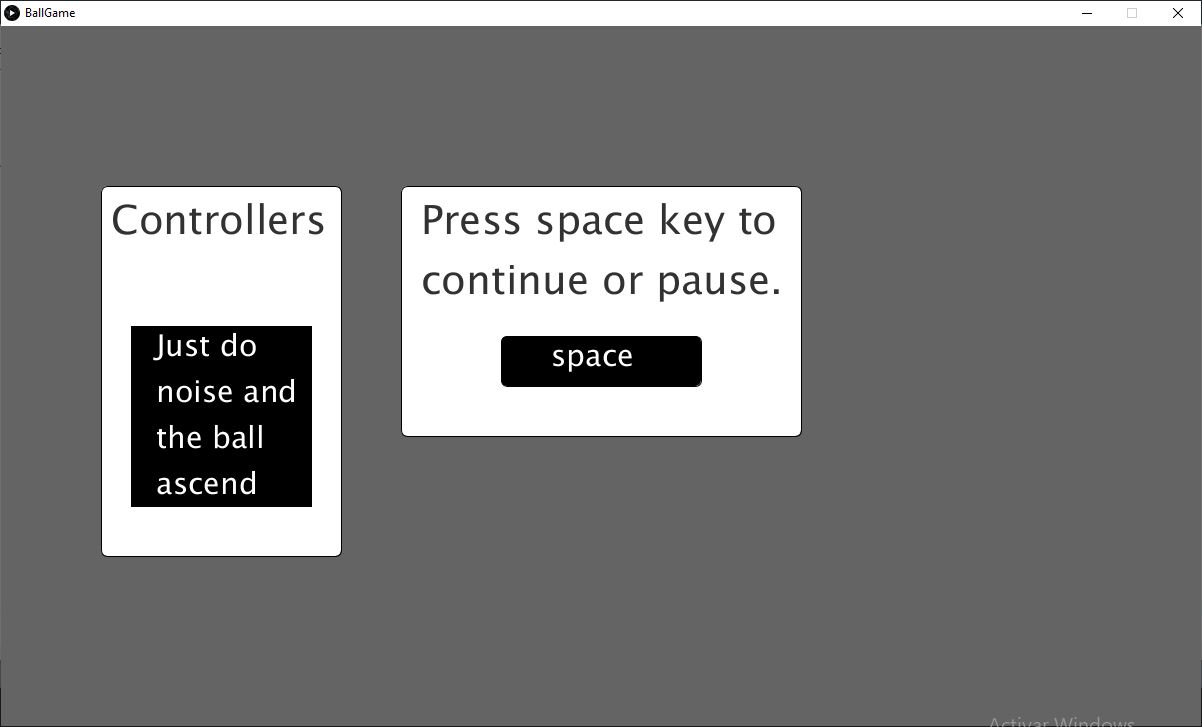 BallGame
Controllers
Just do
noise and
the ball
ascend
Press space key to
continue or pause.
space
Activar Windows